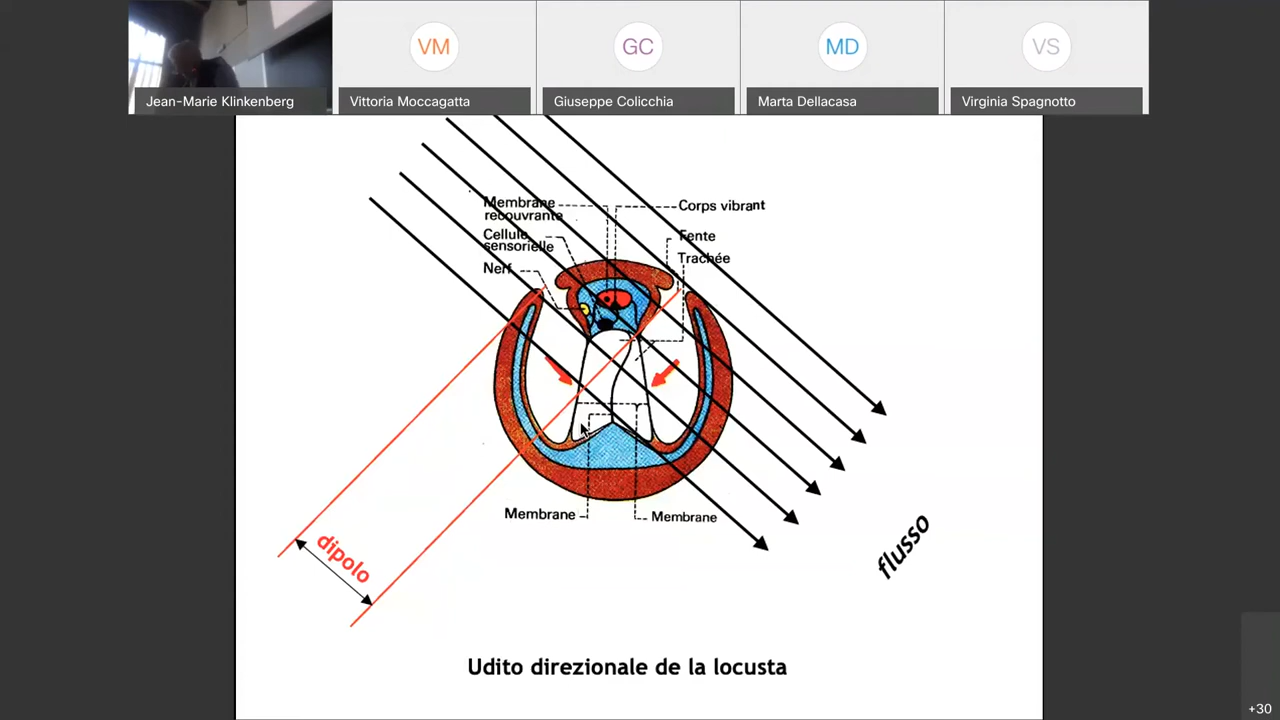 VM
GC
MD
VS
Jean-Marie Klinkenberg
Vittoria Moccagatta
Giuseppe Colicchia
Marta Dellacasa
Virginia Spagnotto
Membrane
recouvrante
Corps vibrant
Cellule
sensorielle
Fente
Trachée
Nerf
Membrane
Membrane
dipolo
flusso
Udito direzionale de la locusta
+30